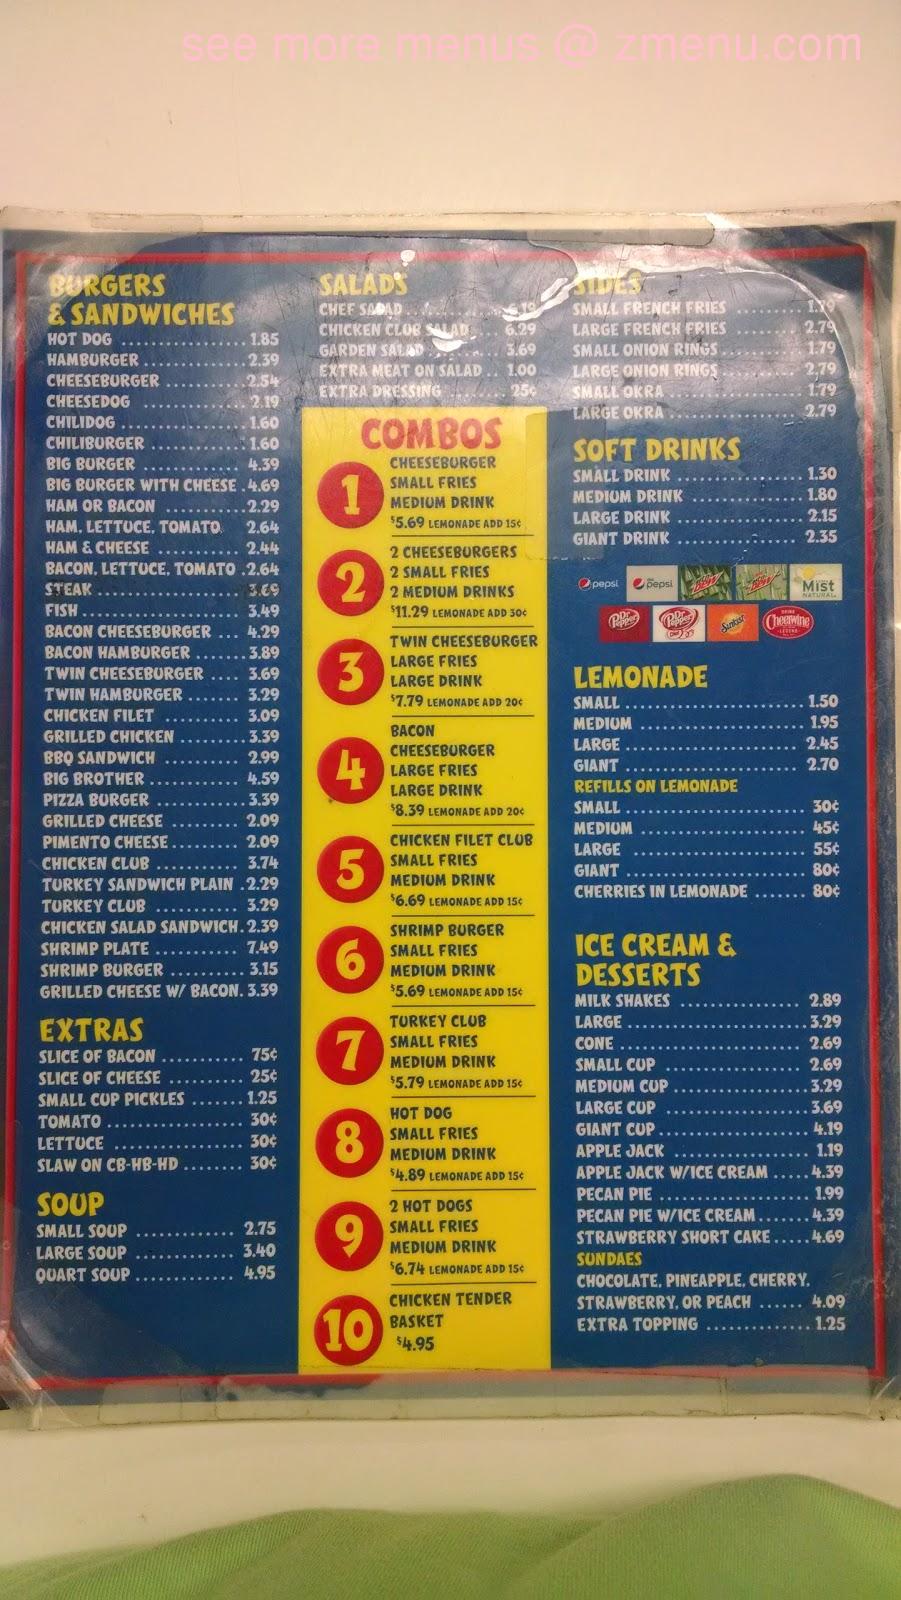 see more menus @ zmenu.com
BURGERS
& SANDWICHES
HOT DOG 1.85
HAMBURGER 2.39
CHEESEBURGER 2.54
CHEESEDOG 2.19
CHILIDOG 1.60
CHILIBURGER 1.60
BIG BURGER 4.39
BIG BURGER WITH CHEESE 4.69
HAM OR BACON 2.29
HAM, LETTUCE, TOMATO 2.64
HAM & CHEESE 2.44
BACON, LETTUCE, TOMATO 2.64
STEAK 3.69
FISH 3.49
BACON CHEESEBURGER 4.29
BACON HAMBURGER 3.89
TWIN CHEESEBURGER 3.69
TWIN HAMBURGER 3.29
CHICKEN FILET 3.09
GRILLED CHICKEN 3.39
BBQ SANDWICH 2.99
BIG BROTHER 4.59
PIZZA BURGER 3.39
GRILLED CHEESE 2.09
PIMENTO CHEESE 2.09
CHICKEN CLUB 3.74
TURKEY SANDWICH PLAIN 2.29
TURKEY CLUB 3.29
CHICKEN SALAD SANDWICH 2.39
SHRIMP PLATE 7.49
SHRIMP BURGER 3.15
GRILLED CHEESE W/ BACON 3.39
EXTRAS
SLICE OF BACON 75¢
SLICE OF CHEESE 25¢
SMALL CUP PICKLES 1.25
TOMATO 30¢
LETTUCE 30¢
SLAW ON CB-HB-HD 30¢
SOUP
SMALL SOUP 2.75
LARGE SOUP 3.40
QUART SOUP 4.95
SALADS
CHEF SALAD
CHICKEN CLUB SALAD 6.29
GARDEN SALAD 3.69
EXTRA MEAT ON SALAD 1.00
EXTRA DRESSING 25¢
COMBOS
1
CHEESEBURGER
SMALL FRIES
MEDIUM DRINK
$5.69 LEMONADE ADD 15¢
2
2 CHEESEBURGERS
2 SMALL FRIES
2 MEDIUM DRINKS
$11.29 LEMONADE ADD 30¢
3
TWIN CHEESEBURGER
LARGE FRIES
LARGE DRINK
$7.79 LEMONADE ADD 20¢
4
BACON
CHEESEBURGER
LARGE FRIES
LARGE DRINK
$8.39 LEMONADE ADD 20¢
5
CHICKEN FILET CLUB
SMALL FRIES
MEDIUM DRINK
$6.69 LEMONADE ADD 15¢
6
SHRIMP BURGER
SMALL FRIES
MEDIUM DRINK
$5.69 LEMONADE ADD 15¢
7
TURKEY CLUB
SMALL FRIES
MEDIUM DRINK
$5.79 LEMONADE ADD 15¢
8
HOT DOG
SMALL FRIES
MEDIUM DRINK
$4.89 LEMONADE ADD 15¢
9
2 HOT DOGS
SMALL FRIES
MEDIUM DRINK
$6.74 LEMONADE ADD 15¢
10
CHICKEN TENDER
BASKET
$4.95
SIDES
SMALL FRENCH FRIES 1.79
LARGE FRENCH FRIES 2.79
SMALL ONION RINGS 1.79
LARGE ONION RINGS 2.79
SMALL OKRA 1.79
LARGE OKRA 2.79
SOFT DRINKS
SMALL DRINK 1.30
MEDIUM DRINK 1.80
LARGE DRINK 2.15
GIANT DRINK 2.35
pepsi pepsi Mist NATURAL
Dr Pepper Dr Pepper Sunkist Cheerwine
LEMONADE
SMALL 1.50
MEDIUM 1.95
LARGE 2.45
GIANT 2.70
REFILLS ON LEMONADE
SMALL 30¢
MEDIUM 45¢
LARGE 55¢
GIANT 80¢
CHERRIES IN LEMONADE 80¢
ICE CREAM &
DESSERTS
MILK SHAKES 2.89
LARGE 3.29
CONE 2.69
SMALL CUP 2.69
MEDIUM CUP 3.29
LARGE CUP 3.69
GIANT CUP 4.19
APPLE JACK 1.19
APPLE JACK W/ICE CREAM 4.39
PECAN PIE 1.99
PECAN PIE W/ICE CREAM 4.39
STRAWBERRY SHORT CAKE 4.69
SUNDAES
CHOCOLATE, PINEAPPLE, CHERRY,
STRAWBERRY, OR PEACH 4.09
EXTRA TOPPING 1.25